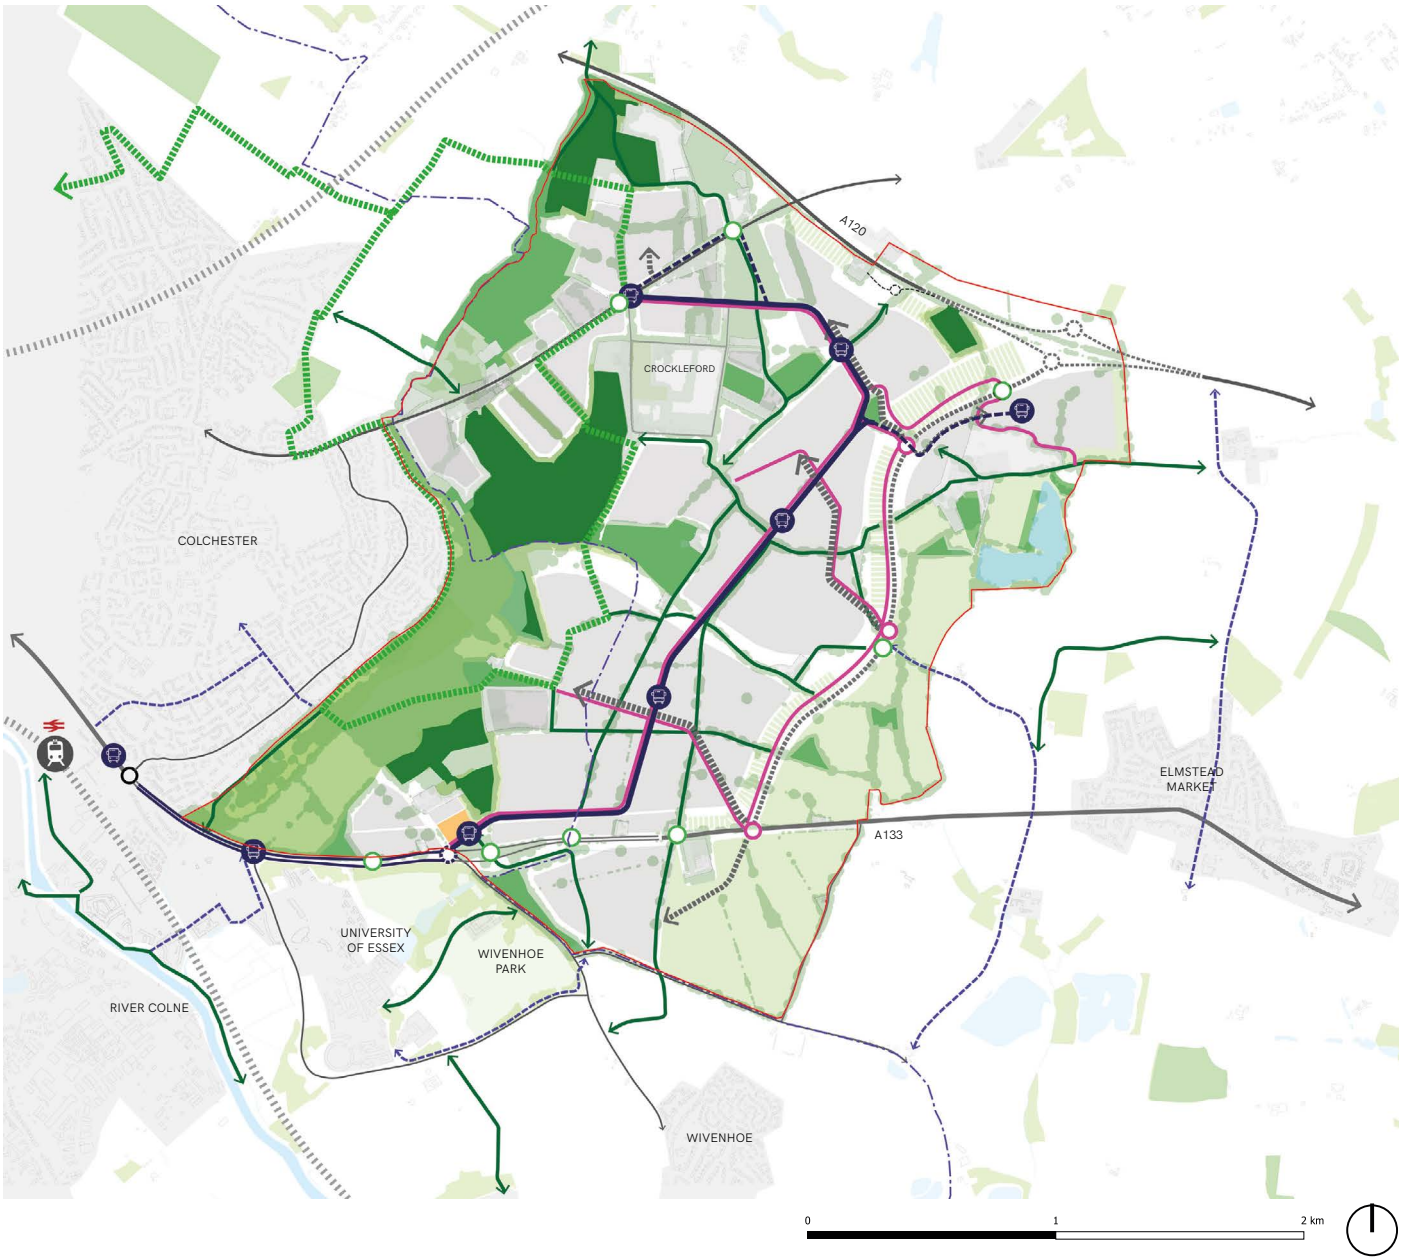 A120
CROCKLEFORD
COLCHESTER
ELMSTEAD
MARKET
A133
UNIVERSITY
OF ESSEX
WIVENHOE
PARK
RIVER COLNE
WIVENHOE
0 1 2 km